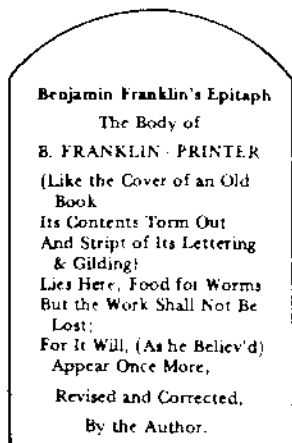 Benjamin Franklin's Epitaph
The Body of
B. FRANKLIN - PRINTER
(Like the Cover of an Old
Book
Its Contents Torm Out
And Stript of Its Lettering
& Gilding)
Lies Here, Food for Worms
But the Work Shall Not Be
Lost;
For It Will, (As he Believ'd)
Appear Once More,
Revised and Corrected,
By the Author.